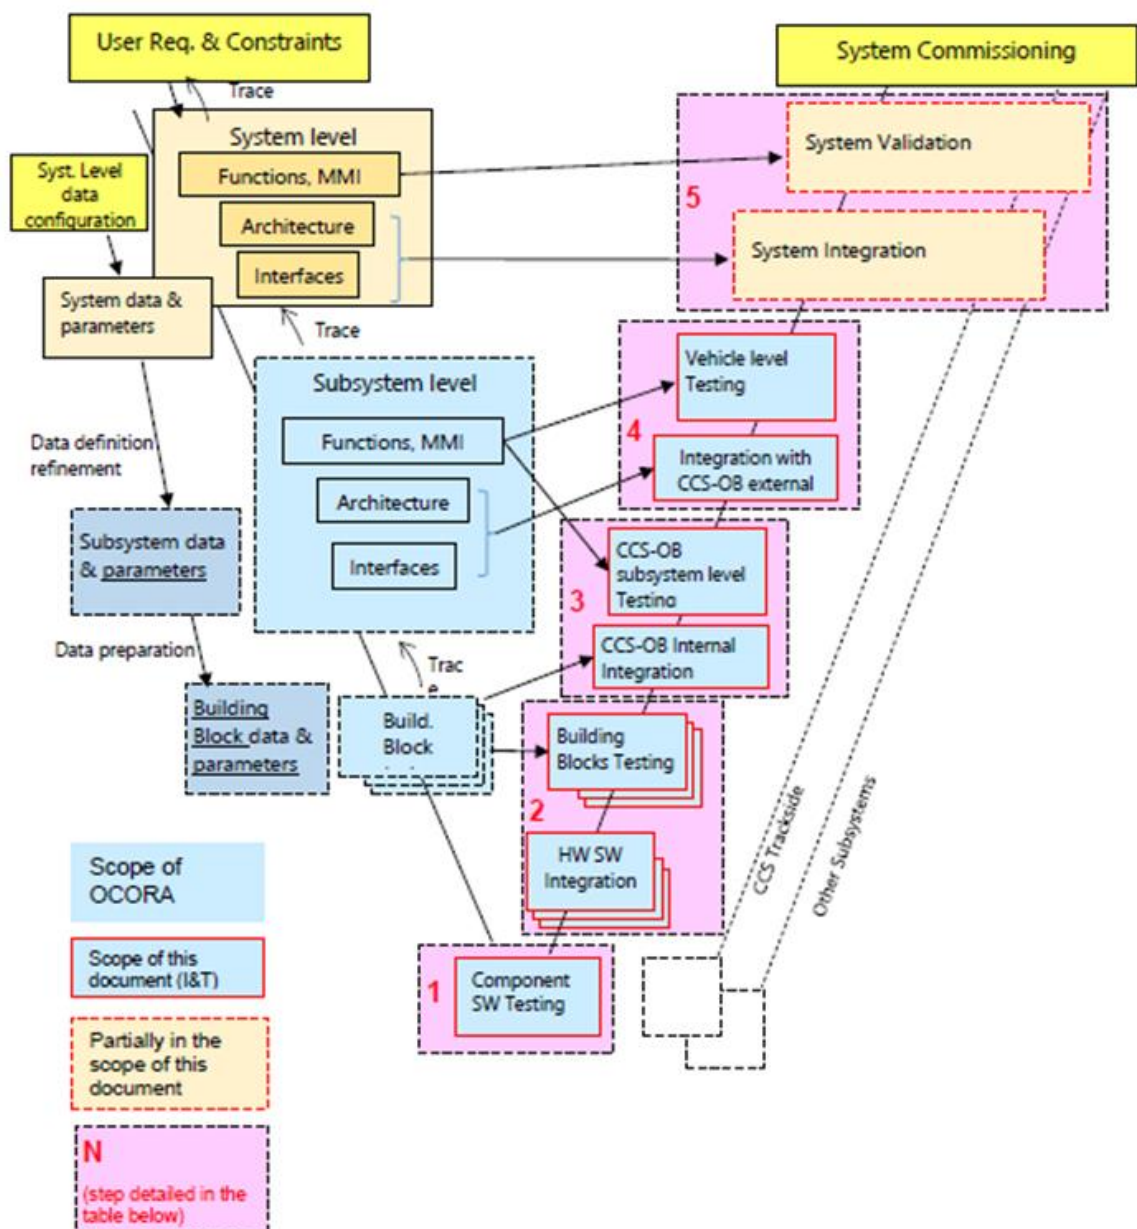 User Req. & Constraints
System Commissioning
Trace
System level
System Validation
Functions, MMI
Syst. Level
data
configuration
5
Architecture
System Integration
Interfaces
System data &
parameters
Trace
Vehicle level
Testing
Subsystem level
Functions, MMI
4
Data definition
refinement
Integration with
CCS-OB external
Architecture
Subsystem data
& parameters
CCS-OB
subsystem level
Testing
Interfaces
3
Data preparation
CCS-OB Internal
Integration
Trac
e
Building
Block data &
parameters
Build.
Block
Building
Blocks Testing
2
CCS Trackside
Other Subsystems
HW SW
Integration
Scope of
OCORA
Scope of this
document (I&T)
1
Component
SW Testing
Partially in the
scope of this
document
N
(step detailed in the
table below)